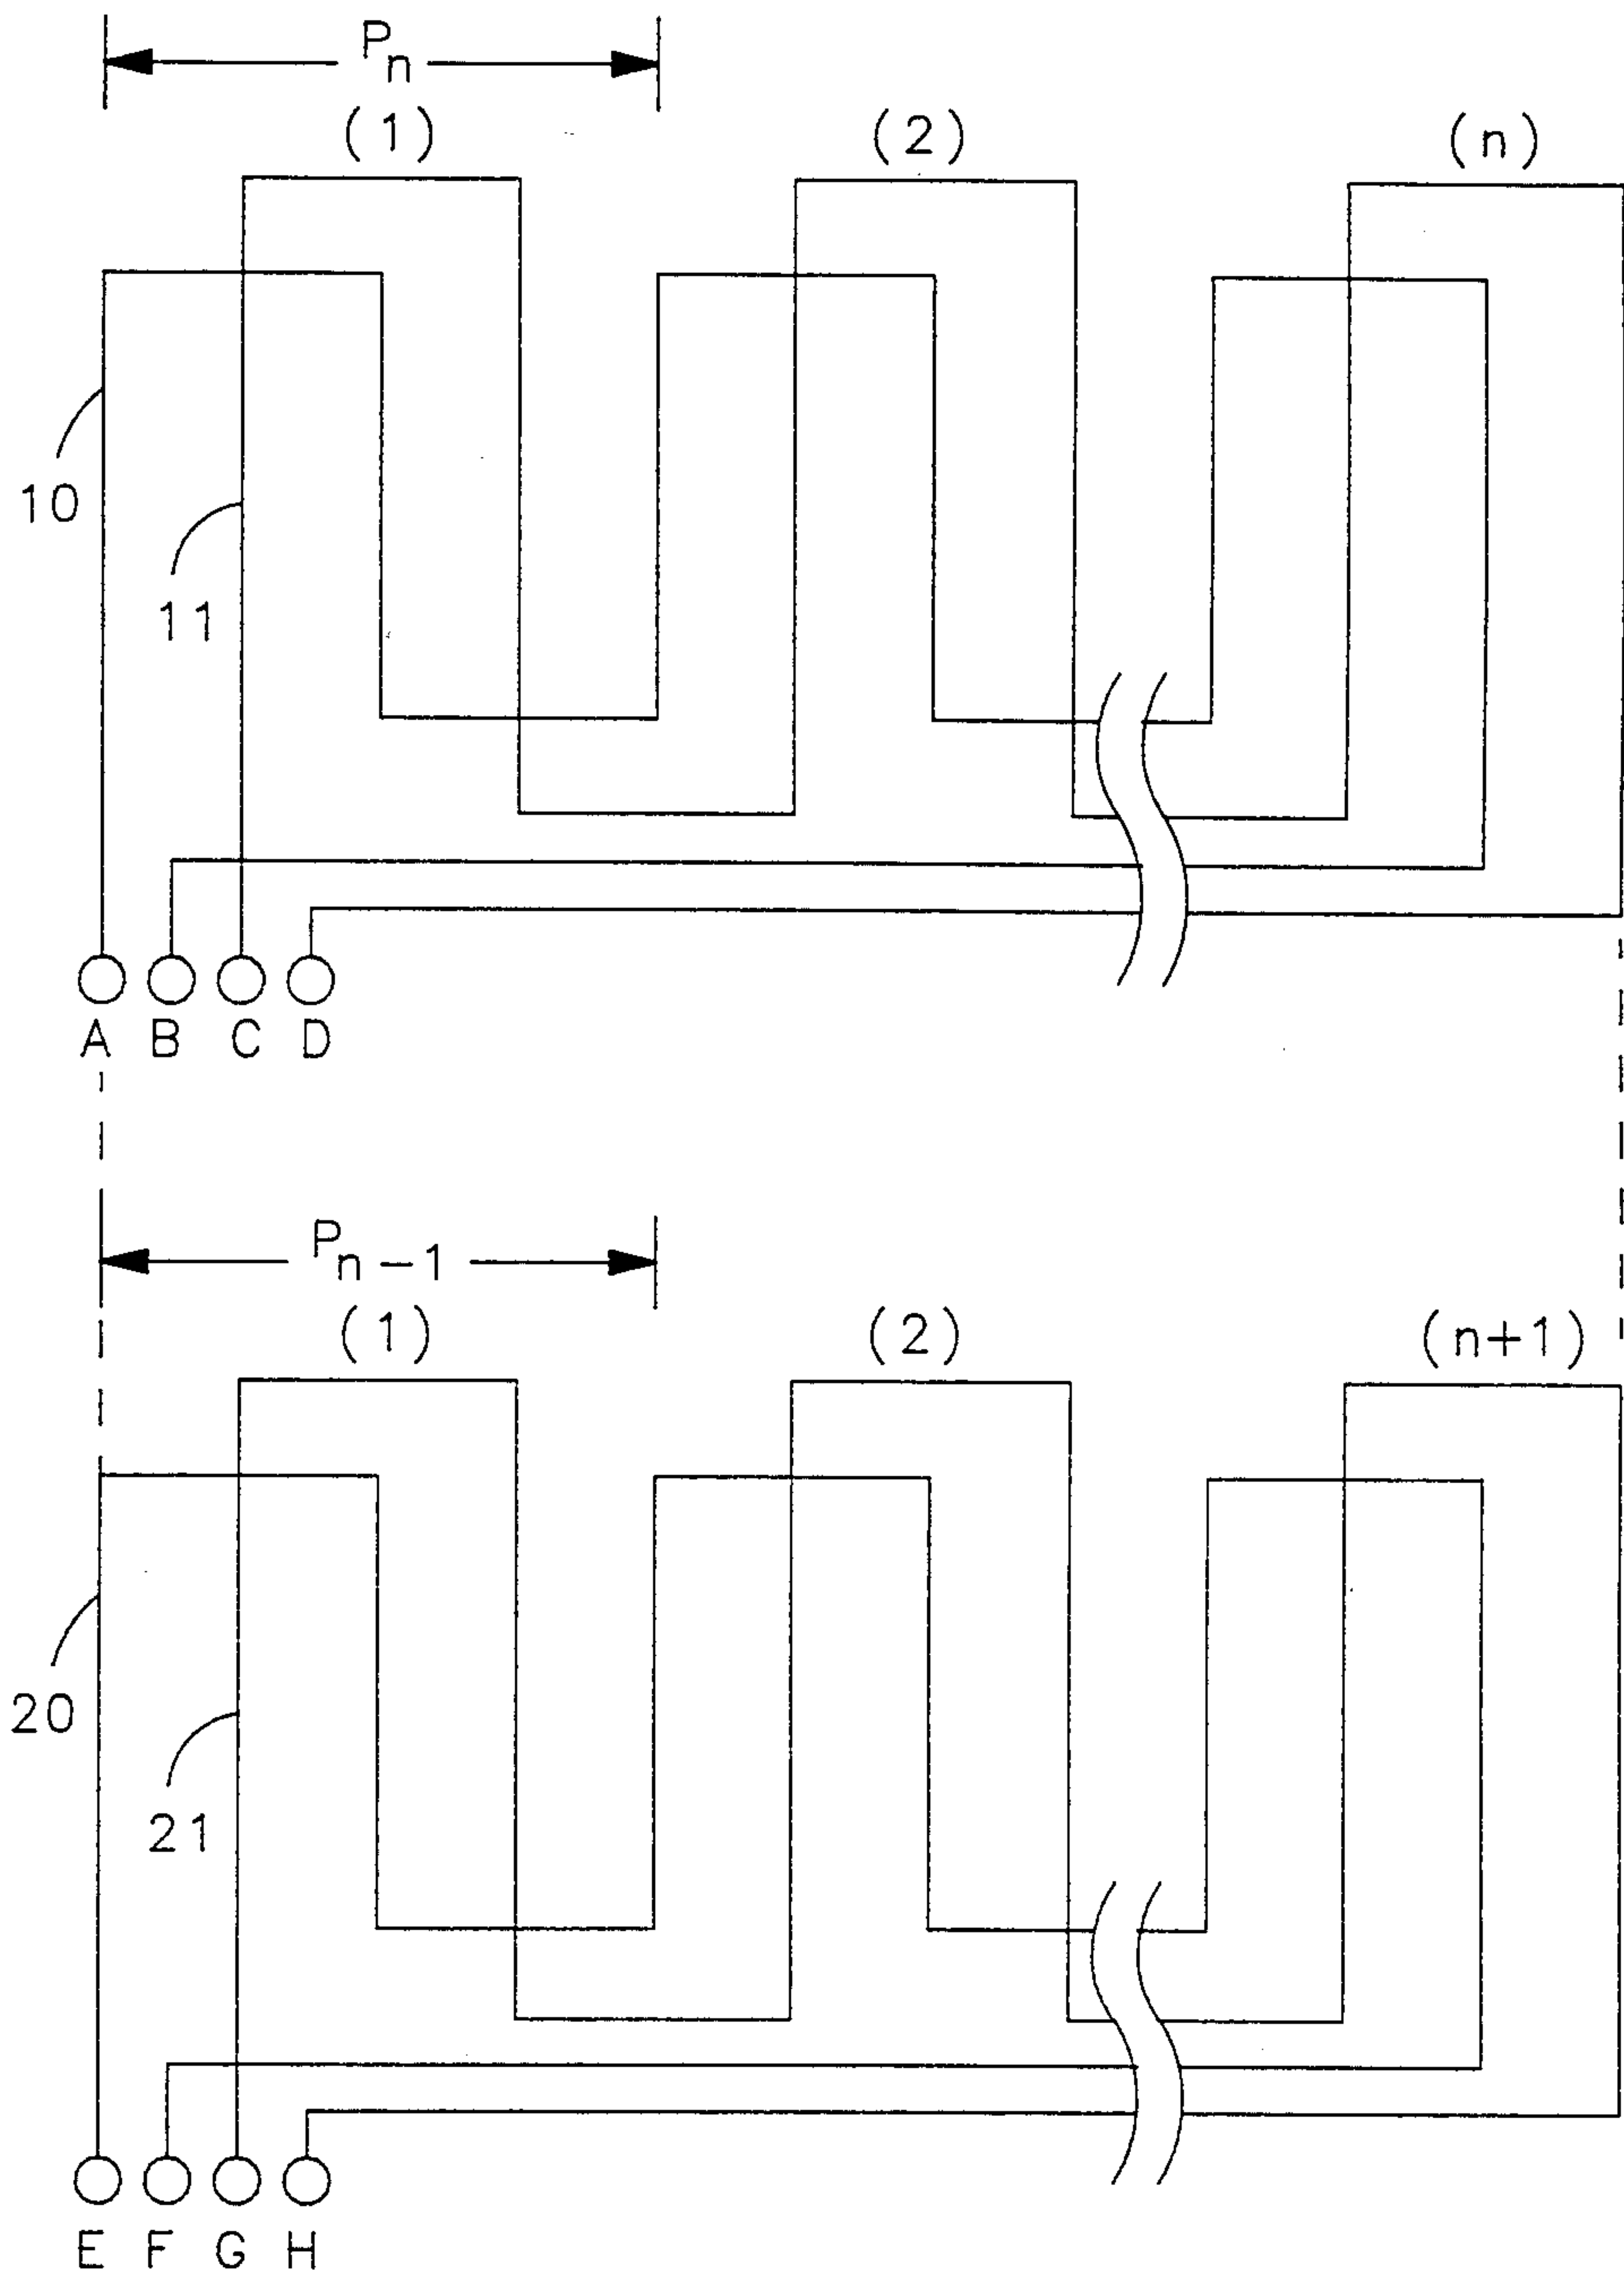 Pn
(1) (2) (n)
10
11
A B C D
Pn-1
(1) (2) (n+1)
20
21
E F G H